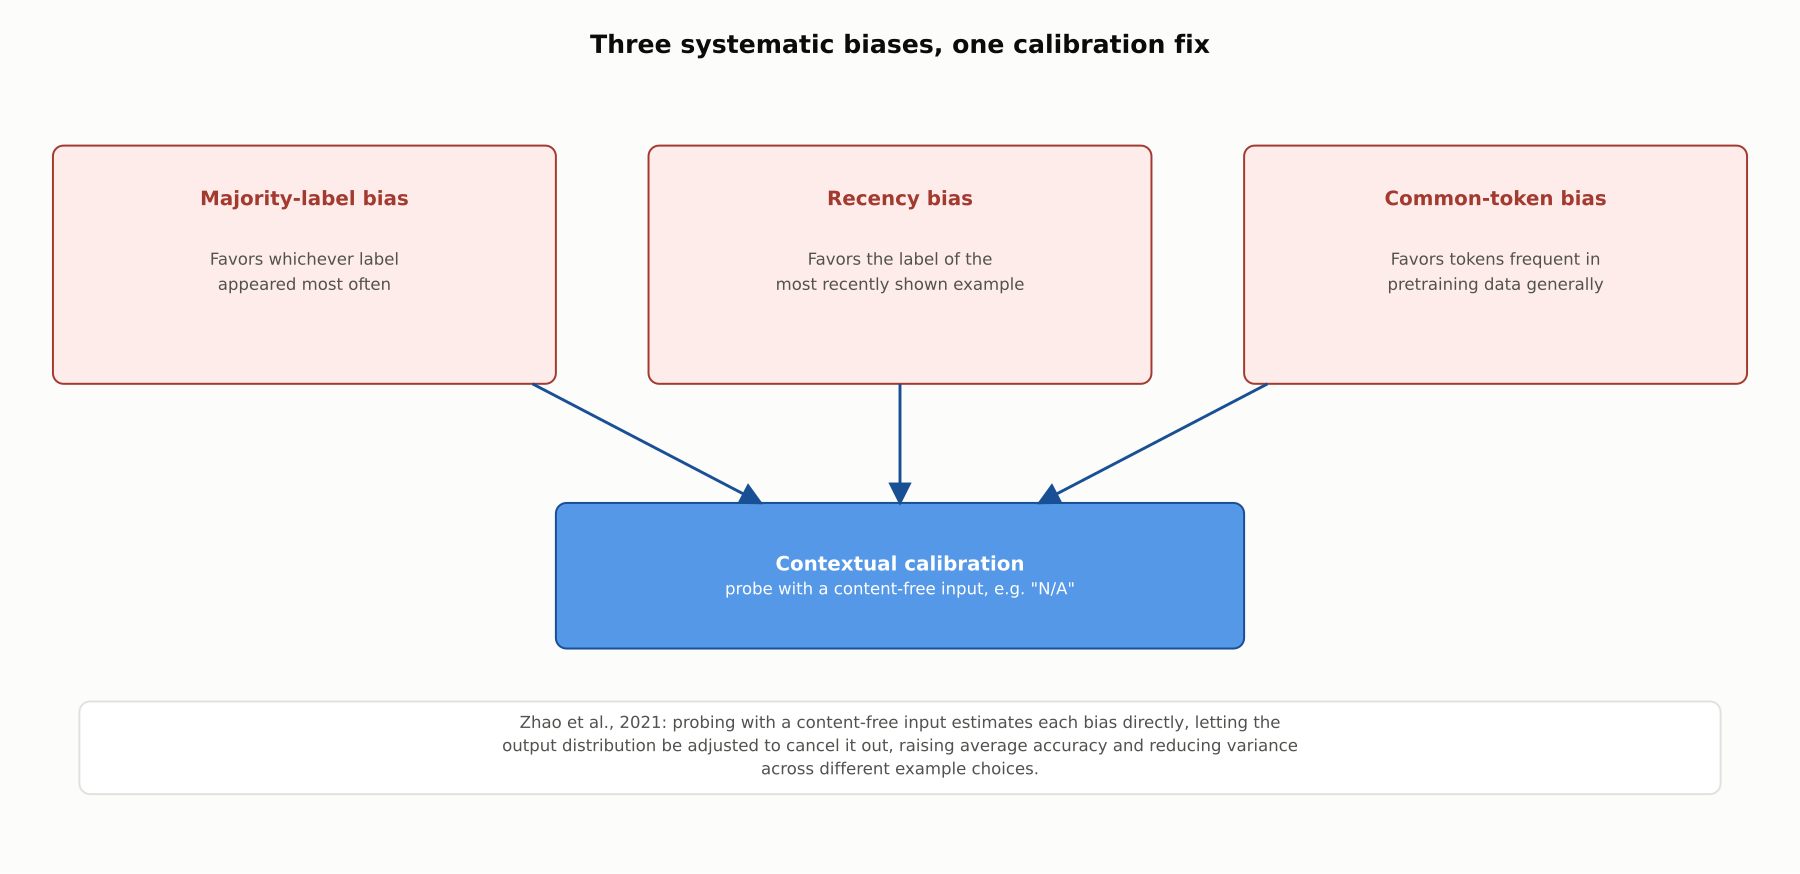 Three systematic biases, one calibration fix
Majority-label bias
Favors whichever label
appeared most often
Recency bias
Favors the label of the
most recently shown example
Common-token bias
Favors tokens frequent in
pretraining data generally
Contextual calibration
probe with a content-free input, e.g. "N/A"
Zhao et al., 2021: probing with a content-free input estimates each bias directly, letting the
output distribution be adjusted to cancel it out, raising average accuracy and reducing variance
across different example choices.